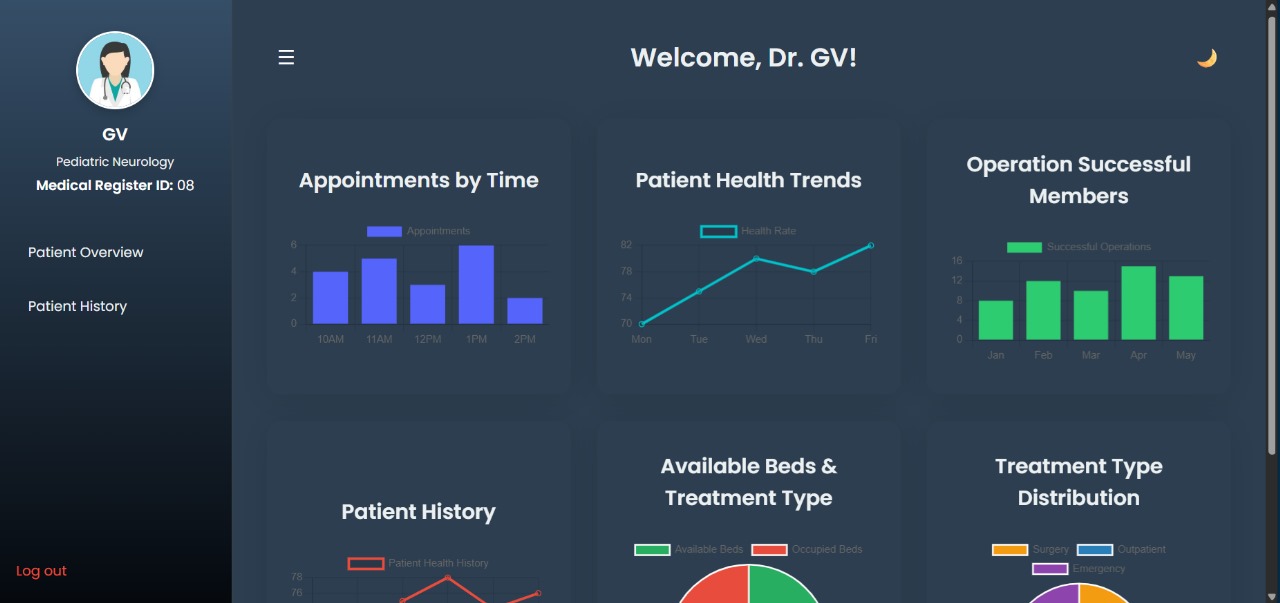 Welcome, Dr. GV!
GV
Pediatric Neurology
Medical Register ID: 08
Patient Overview
Patient History
Log out
Appointments by Time
Appointments
6
4
2
0
10AM 11AM 12PM 1PM 2PM
Patient Health Trends
Health Rate
82
78
74
70
Mon Tue Wed Thu Fri
Operation Successful
Members
Successful Operations
16
12
8
4
0
Jan Feb Mar Apr May
Patient History
Patient Health History
78
76
Available Beds &
Treatment Type
Available Beds Occupied Beds
Treatment Type
Distribution
Surgery Outpatient
Emergency